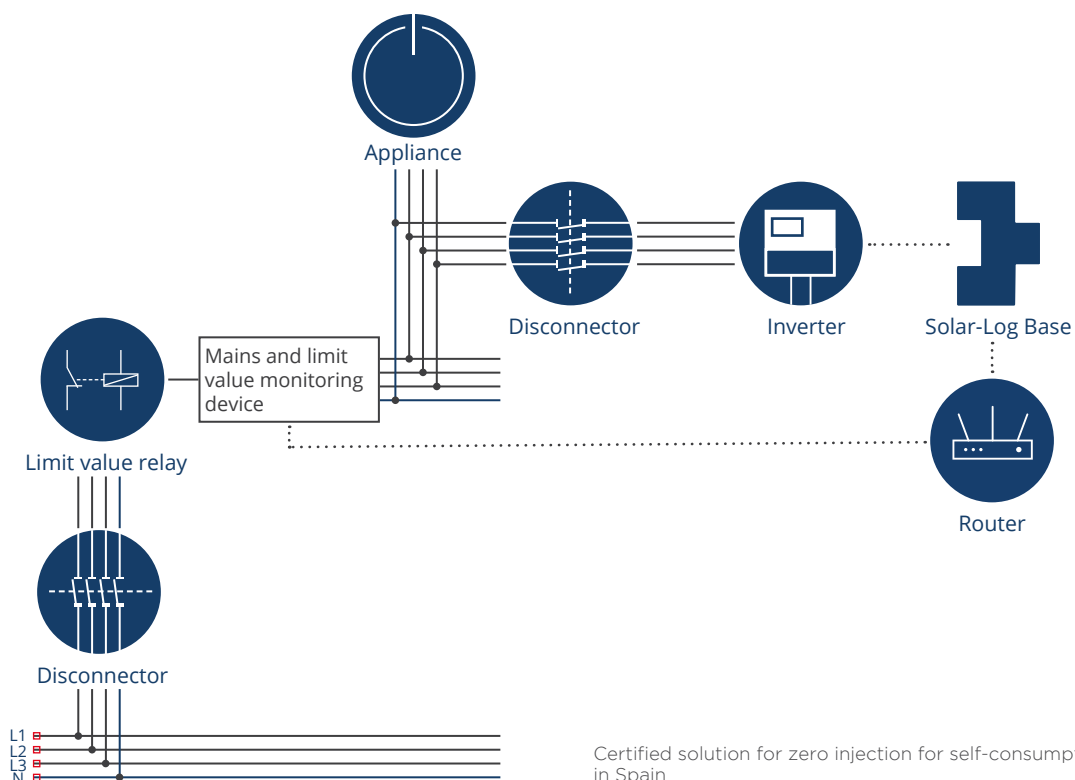 Appliance
Disconnector
Inverter
Solar-Log Base
Mains and limit
value monitoring
device
Limit value relay
Router
Disconnector
L1
L2
L3
N
Certified solution for zero injection for self-consump
in Spain